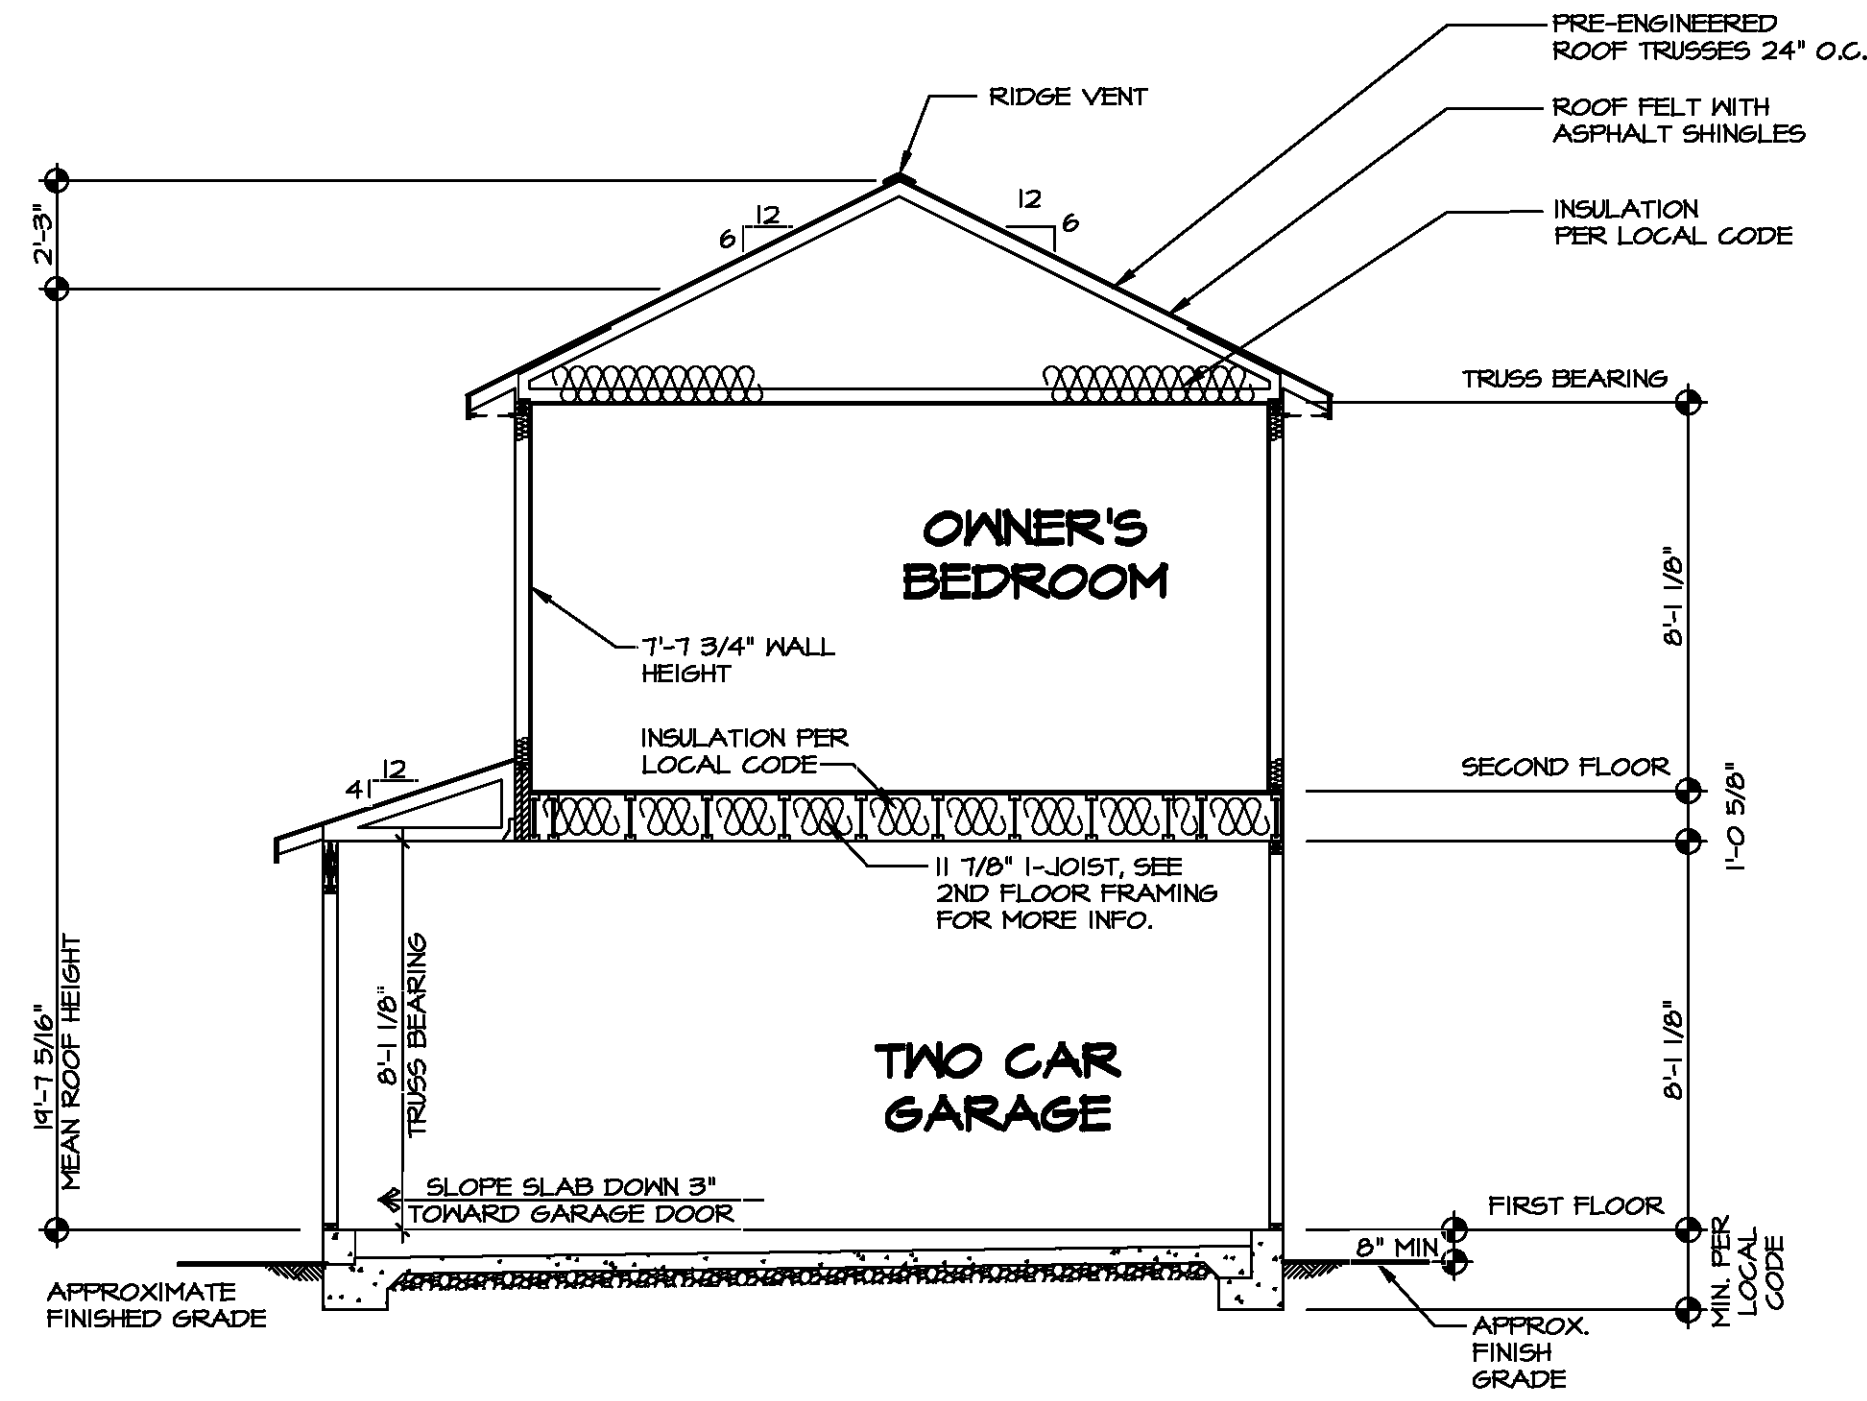 PRE-ENGINEERED
ROOF TRUSSES 24" O.C.
RIDGE VENT
ROOF FELT WITH
ASPHALT SHINGLES
INSULATION
PER LOCAL CODE
2'-3"
12
6
12
6
TRUSS BEARING
OWNER'S
BEDROOM
8'-1 1/8"
7'-7 3/4" WALL
HEIGHT
INSULATION PER
LOCAL CODE
SECOND FLOOR
12
4
1'-0 5/8"
11 7/8" I-JOIST, SEE
2ND FLOOR FRAMING
FOR MORE INFO.
19'-7 5/16"
MEAN ROOF HEIGHT
8'-1 1/8"
TRUSS BEARING
TWO CAR
GARAGE
8'-1 1/8"
SLOPE SLAB DOWN 3"
TOWARD GARAGE DOOR
FIRST FLOOR
8" MIN
MIN. PER
LOCAL
CODE
APPROXIMATE
FINISHED GRADE
APPROX.
FINISH
GRADE